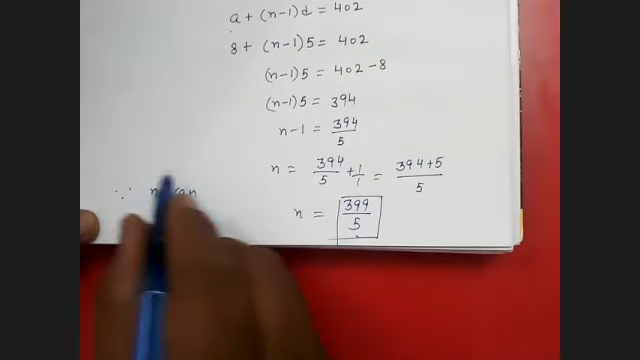 a + (n-1)d = 402
8 + (n-1)5 = 402
(n-1)5 = 402 - 8
(n-1)5 = 394
n-1 = 394/5
n = 394/5 + 1/1 = 394+5/5
n = 399/5
∵ n can